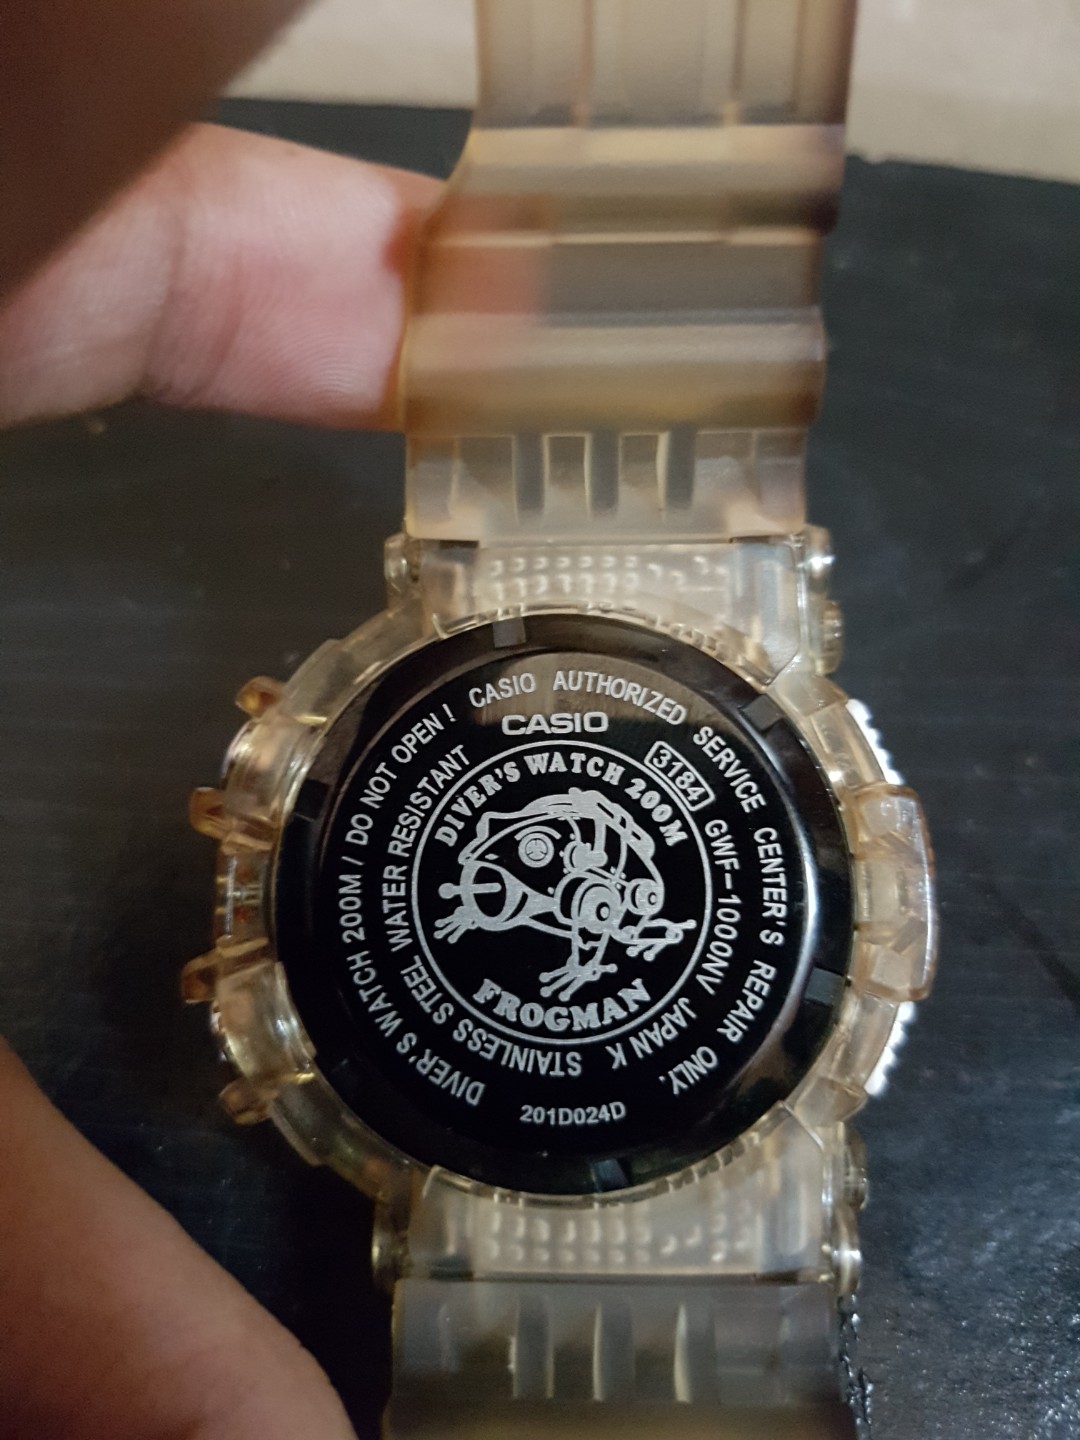 DIVER'S WATCH 200M / DO NOT OPEN ! CASIO AUTHORIZED SERVICE CENTER'S REPAIR ONLY.
CASIO
STAINLESS STEEL WATER RESISTANT
3184 GWF-1000NV JAPAN K
DIVER'S WATCH 200M
FROGMAN
201D024D